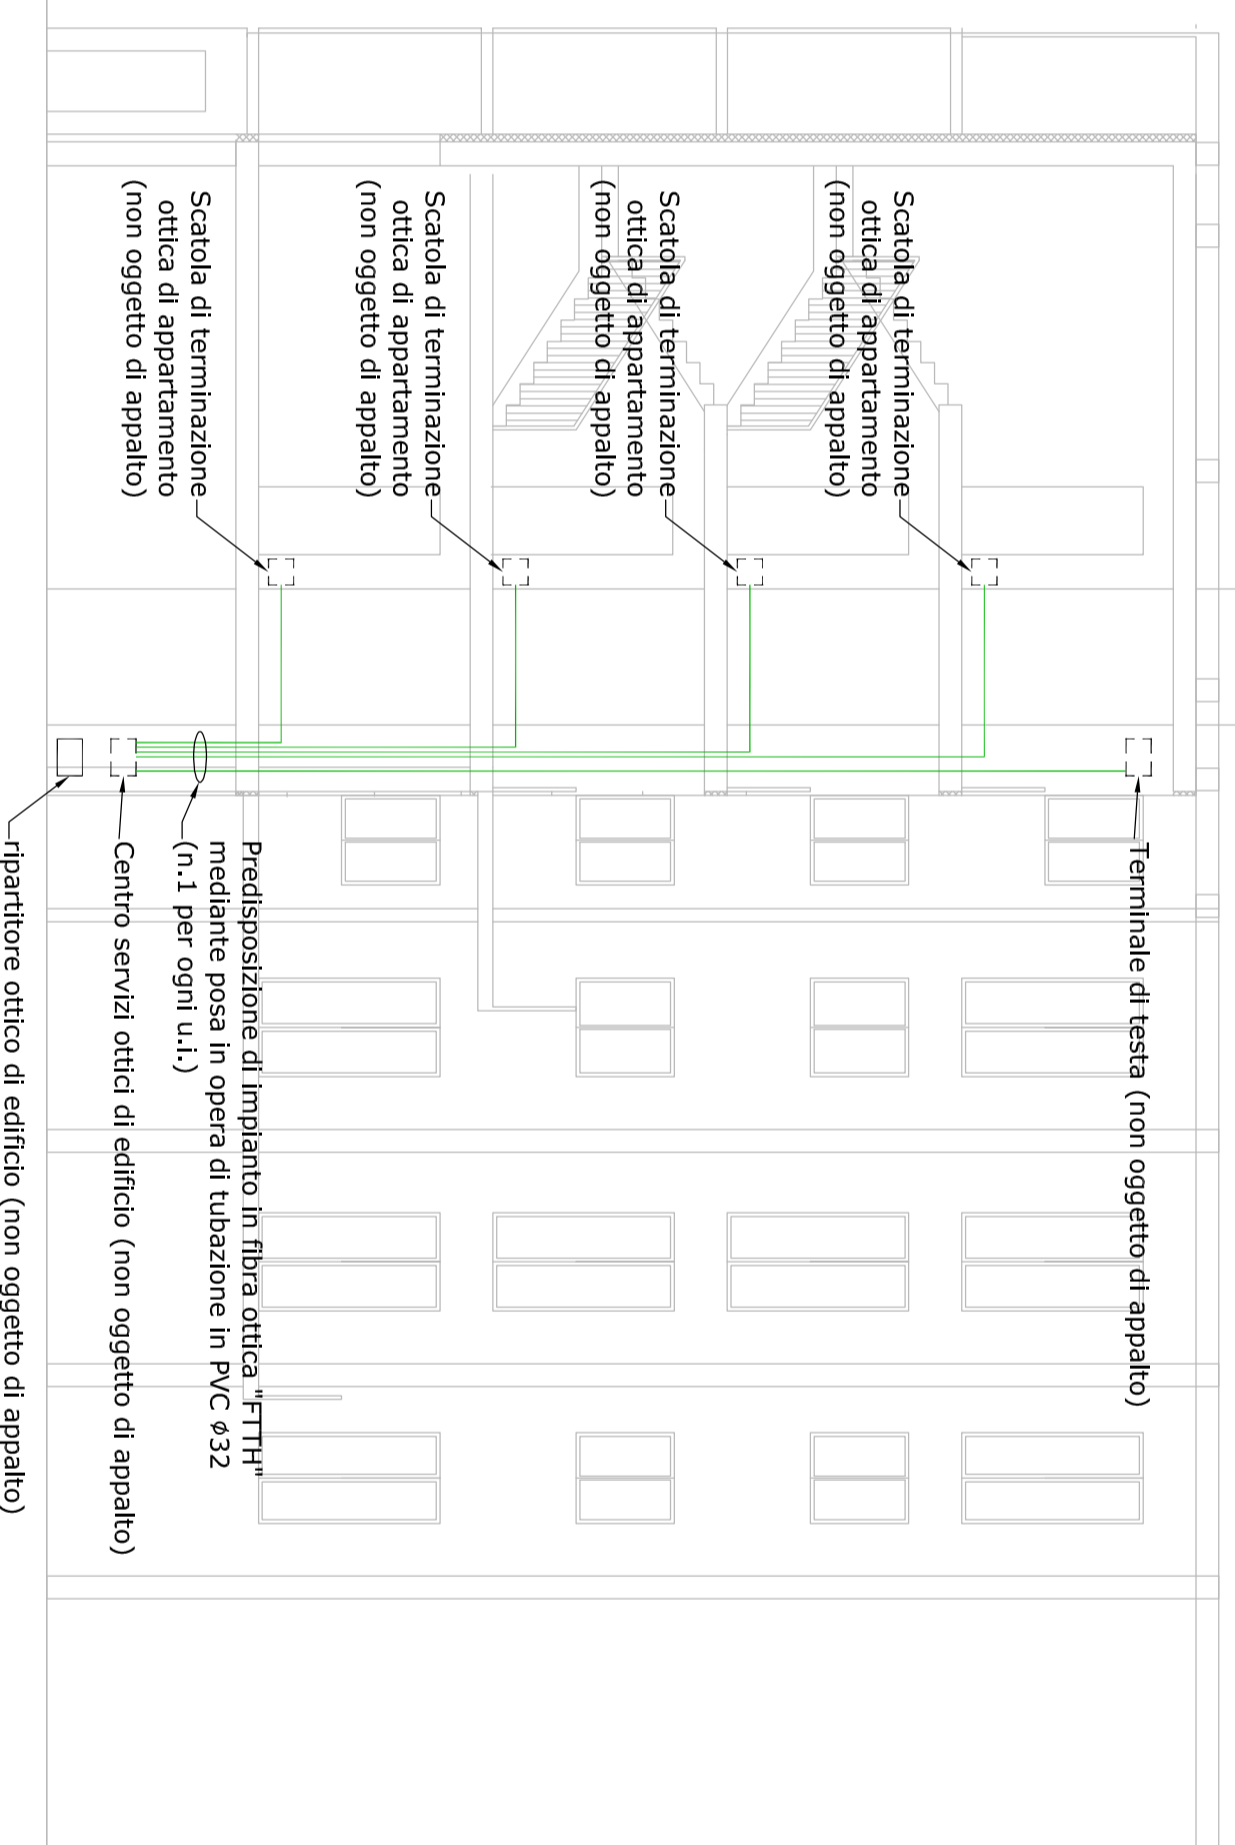 Terminale di testa (non oggetto di appalto)
Scatola di terminazione
ottica di appartamento
(non oggetto di appalto)
Scatola di terminazione
ottica di appartamento
(non oggetto di appalto)
Scatola di terminazione
ottica di appartamento
(non oggetto di appalto)
Scatola di terminazione
ottica di appartamento
(non oggetto di appalto)
Predisposizione di impianto in fibra ottica "FTTH"
mediante posa in opera di tubazione in PVC ϕ32
(n.1 per ogni u.i.)
Centro servizi ottici di edificio (non oggetto di appalto)
ripartitore ottico di edificio (non oggetto di appalto)